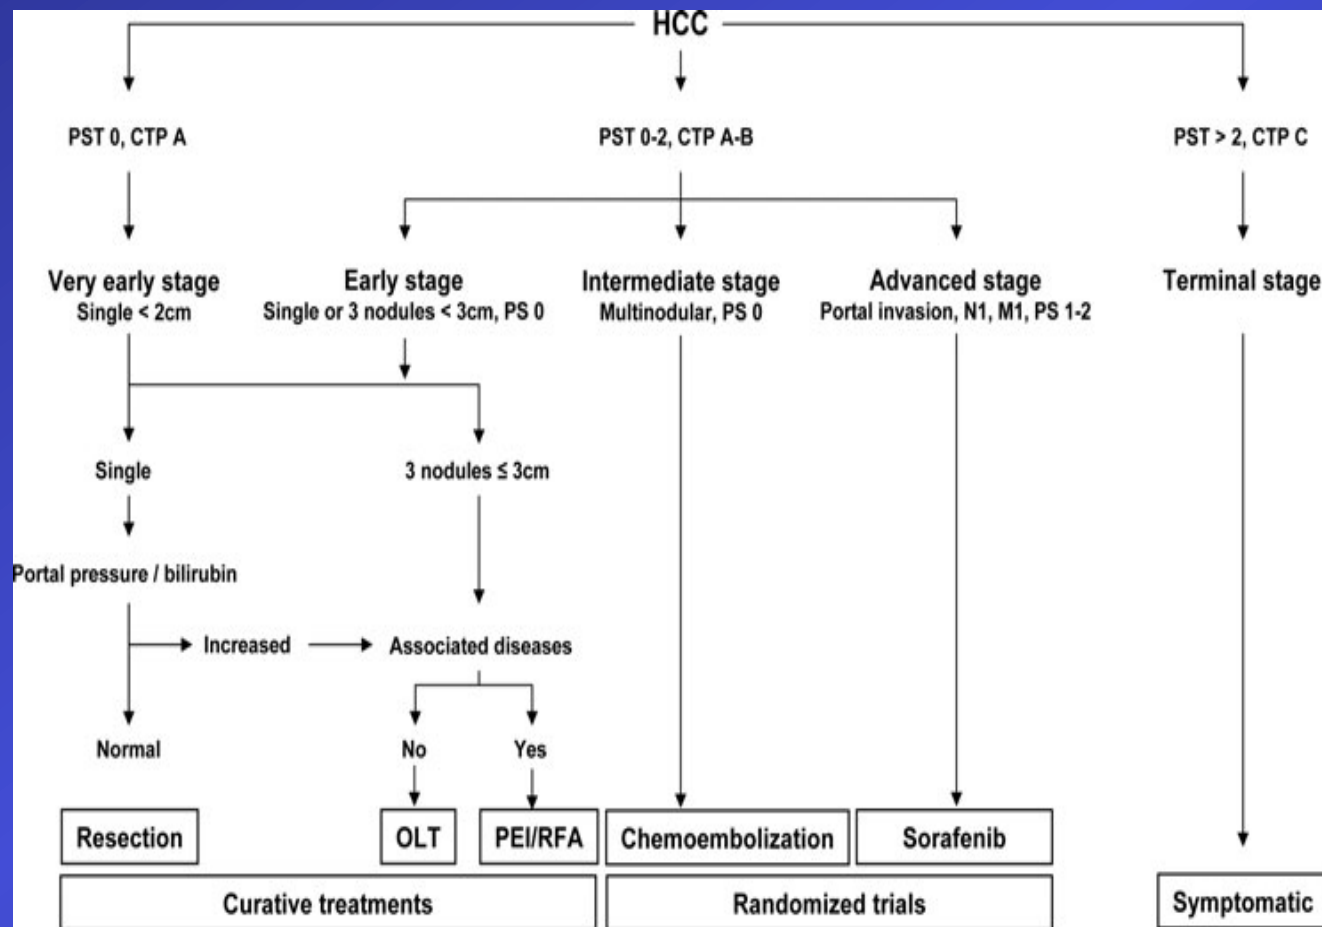 HCC
PST 0, CTP A
PST 0-2, CTP A-B
PST > 2, CTP C
Very early stage
Single < 2cm
Early stage
Single or 3 nodules < 3cm, PS 0
Intermediate stage
Multinodular, PS 0
Advanced stage
Portal invasion, N1, M1, PS 1-2
Terminal stage
Single
3 nodules ≤ 3cm
Portal pressure / bilirubin
Increased
Associated diseases
Normal
No
Yes
Resection
OLT
PEI/RFA
Chemoembolization
Sorafenib
Curative treatments
Randomized trials
Symptomatic